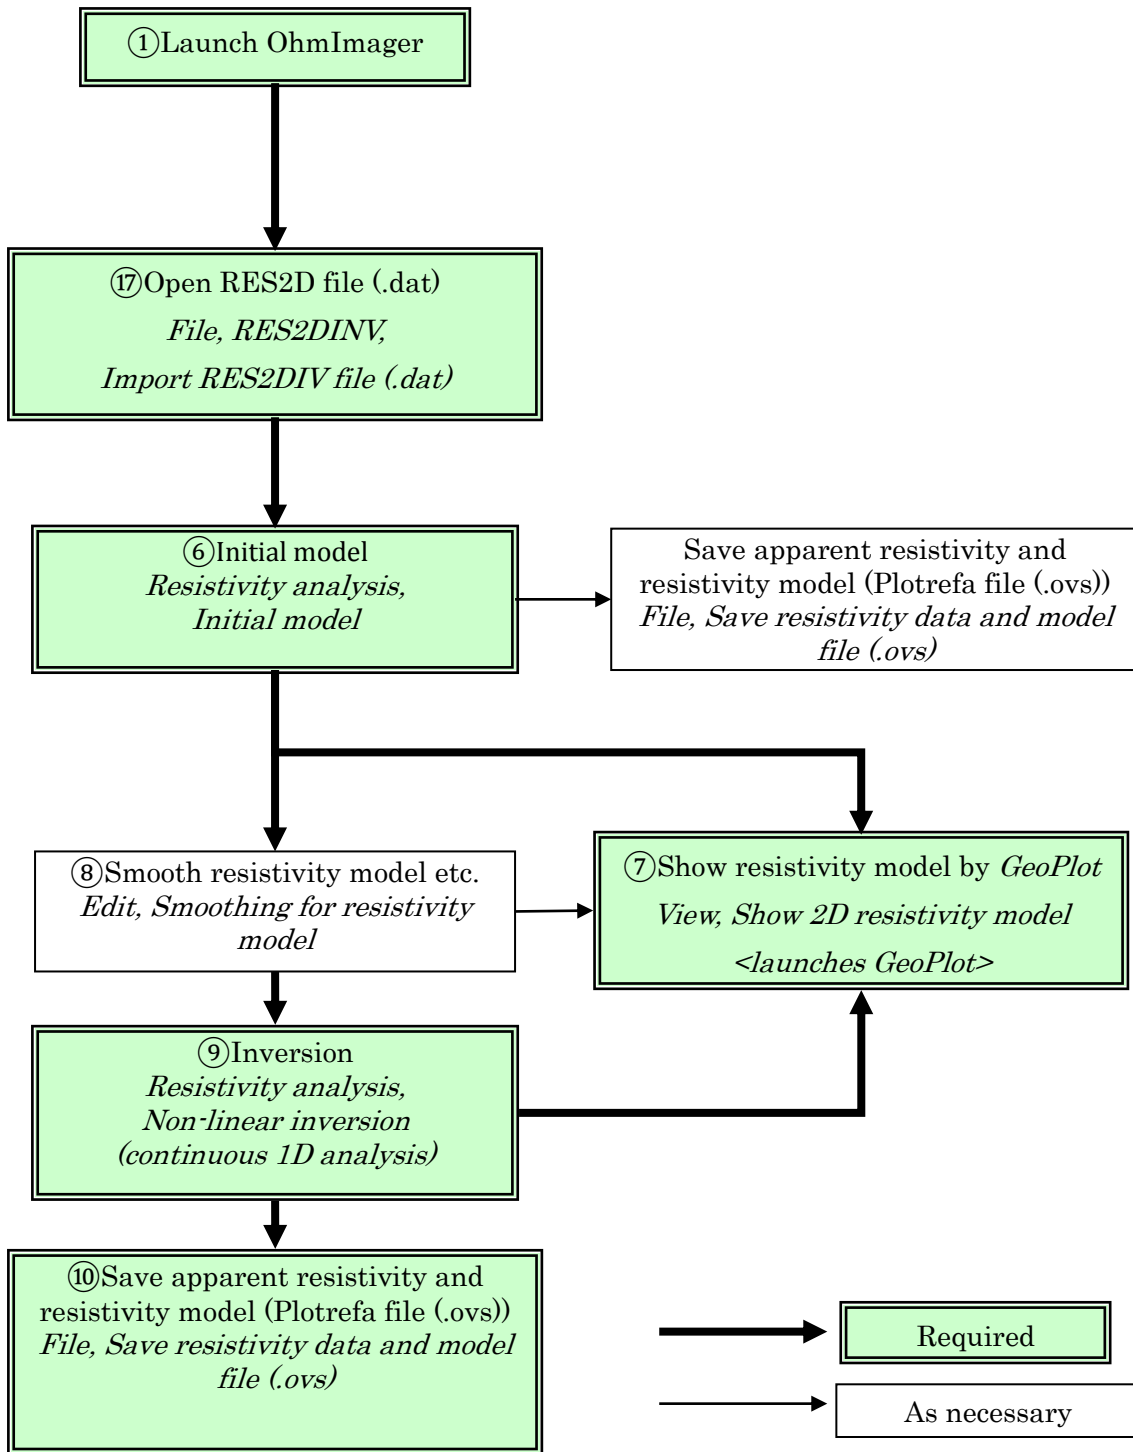 ①Launch OhmImager
⑰Open RES2D file (.dat)
File, RES2DINV,
Import RES2DIV file (.dat)
⑥Initial model
Resistivity analysis,
Initial model
Save apparent resistivity and
resistivity model (Plotrefa file (.ovs))
File, Save resistivity data and model
file (.ovs)
⑧Smooth resistivity model etc.
Edit, Smoothing for resistivity
model
⑦Show resistivity model by GeoPlot
View, Show 2D resistivity model
<launches GeoPlot>
⑨Inversion
Resistivity analysis,
Non-linear inversion
(continuous 1D analysis)
⑩Save apparent resistivity and
resistivity model (Plotrefa file (.ovs))
File, Save resistivity data and model
file (.ovs)
Required
As necessary